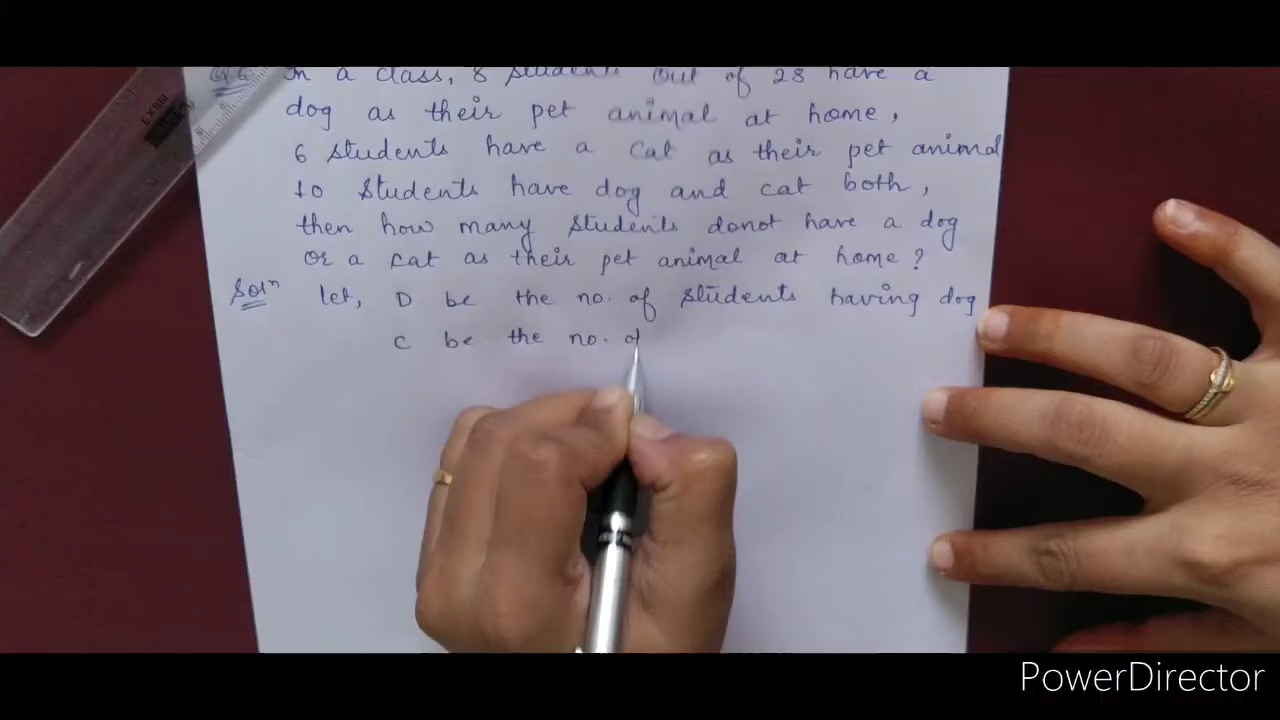 In a class, 8 students out of 28 have a
dog as their pet animal at home,
6 students have a cat as their pet animal
10 students have dog and cat both,
then how many students donot have a dog
or a cat as their pet animal at home?
Solⁿ let, D be the no. of students having dog
C be the no. of
PowerDirector